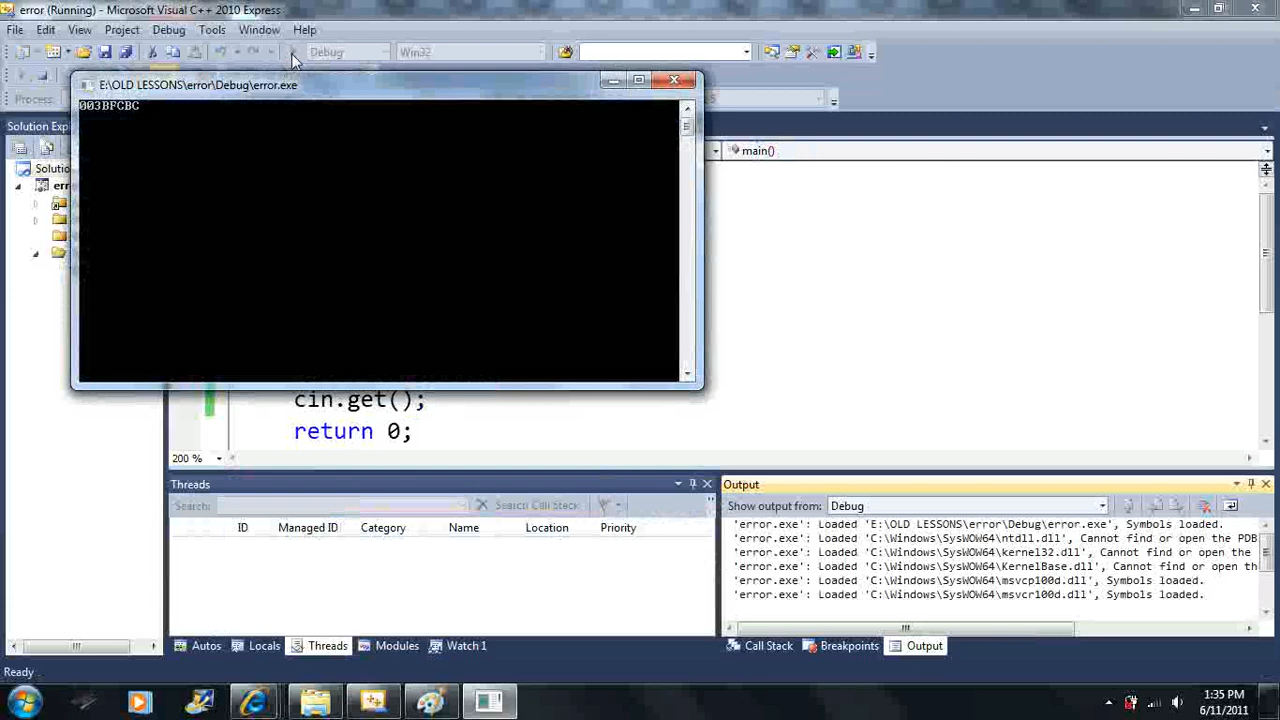 error (Running) - Microsoft Visual C++ 2010 Express
File Edit View Project Debug Tools Window Help
Debug Win32
E:\OLD LESSONS\error\Debug\error.exe
Process:
003BFCBC
Solution Exp
main()
Solutio
err
cin.get();
return 0;
200 %
Threads
Output
Search: Search Call Stack
Show output from: Debug
ID Managed ID Category Name Location Priority
'error.exe': Loaded 'E:\OLD LESSONS\error\Debug\error.exe', Symbols loaded.
'error.exe': Loaded 'C:\Windows\SysWOW64\ntdll.dll', Cannot find or open the PDB
'error.exe': Loaded 'C:\Windows\SysWOW64\kernel32.dll', Cannot find or open the
'error.exe': Loaded 'C:\Windows\SysWOW64\KernelBase.dll', Cannot find or open the
'error.exe': Loaded 'C:\Windows\SysWOW64\msvcp100d.dll', Symbols loaded.
'error.exe': Loaded 'C:\Windows\SysWOW64\msvcr100d.dll', Symbols loaded.
Autos Locals Threads Modules Watch 1
Call Stack Breakpoints Output
Ready
1:35 PM
6/11/2011